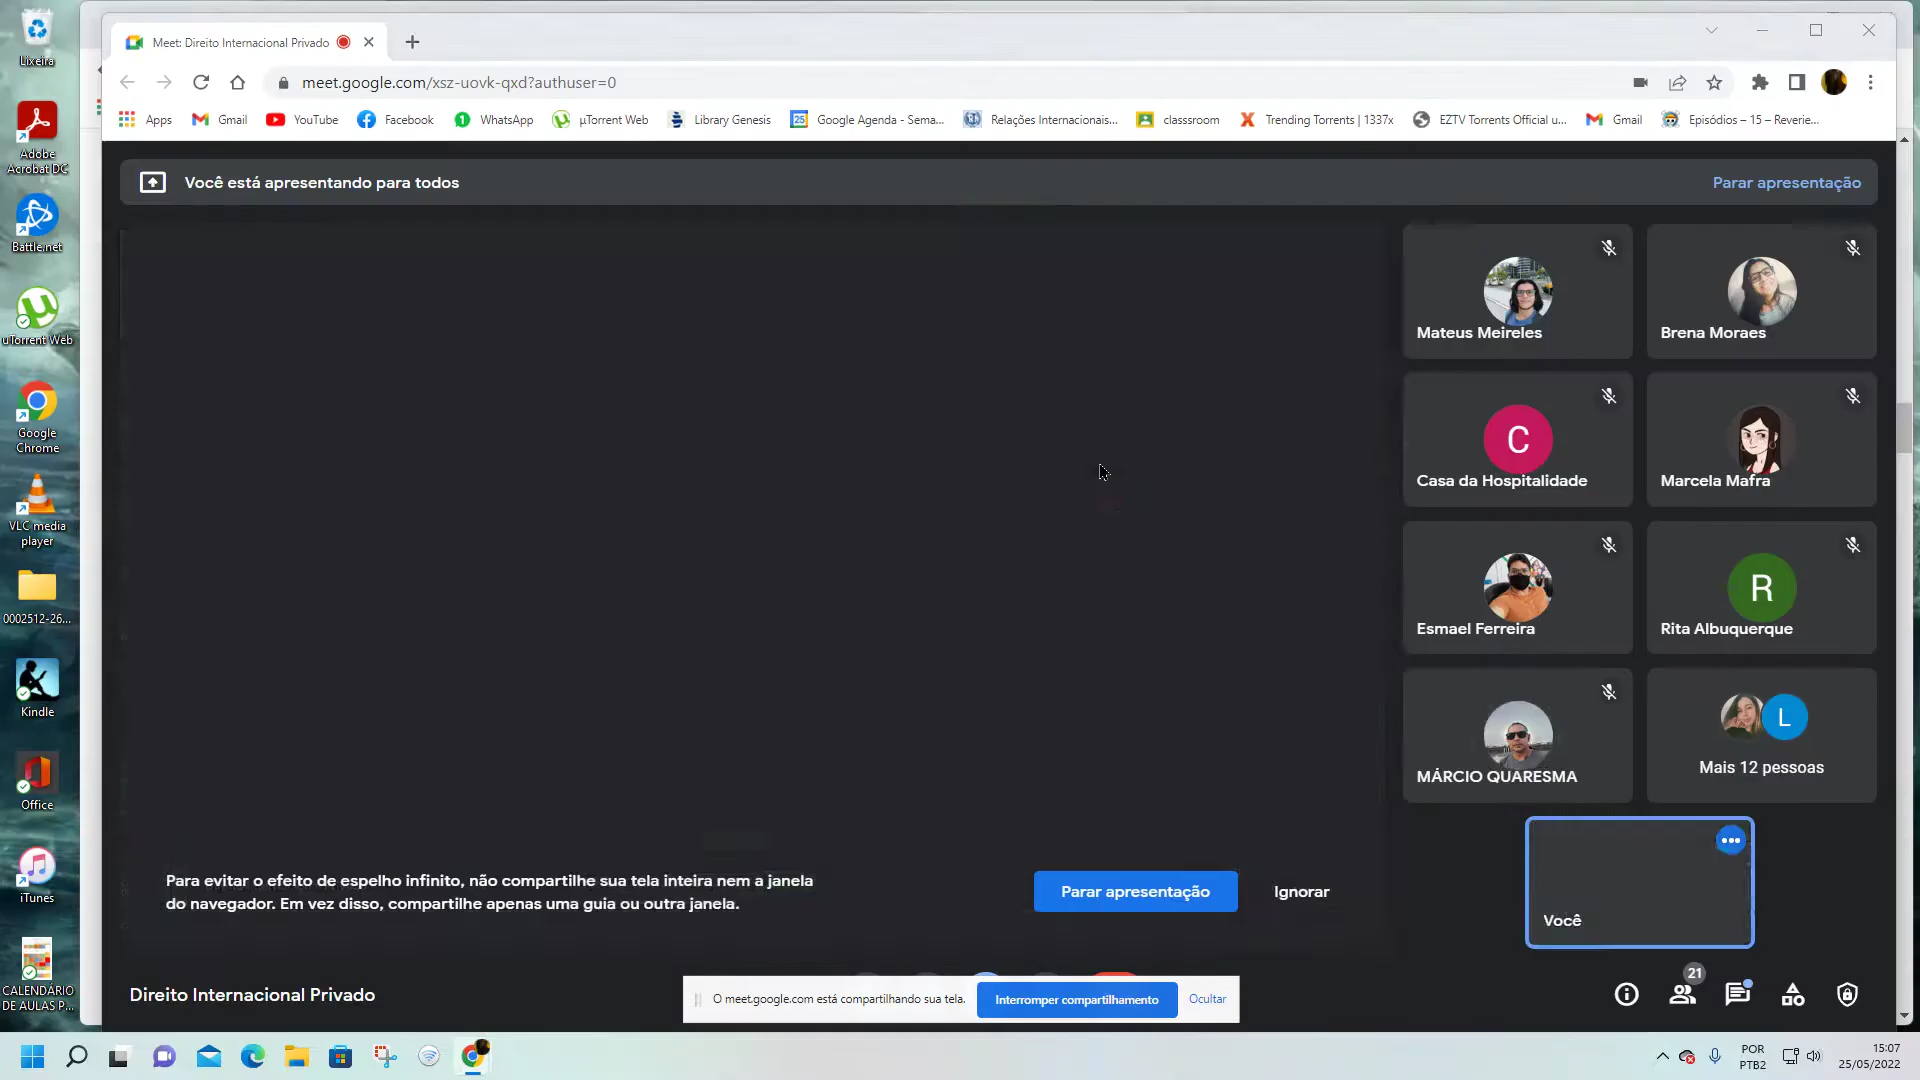 Lixeira
Adobe
Acrobat DC
Battle.net
uTorrent Web
Google
Chrome
VLC media
player
0002512-26...
Kindle
Office
iTunes
CALENDÁRIO
DE AULAS P...
Meet: Direito Internacional Privado
meet.google.com/xsz-uovk-qxd?authuser=0
Apps
Gmail
YouTube
Facebook
WhatsApp
µTorrent Web
Library Genesis
Google Agenda - Sema...
Relações Internacionais...
classsroom
Trending Torrents | 1337x
EZTV Torrents Official u...
Gmail
Episódios – 15 – Reverie...
Você está apresentando para todos
Parar apresentação
Mateus Meireles
Brena Moraes
C
Casa da Hospitalidade
Marcela Mafra
Esmael Ferreira
R
Rita Albuquerque
MÁRCIO QUARESMA
L
Mais 12 pessoas
Você
Para evitar o efeito de espelho infinito, não compartilhe sua tela inteira nem a janela
do navegador. Em vez disso, compartilhe apenas uma guia ou outra janela.
Parar apresentação
Ignorar
Direito Internacional Privado
O meet.google.com está compartilhando sua tela.
Interromper compartilhamento
Ocultar
21
POR
PTB2
15:07
25/05/2022